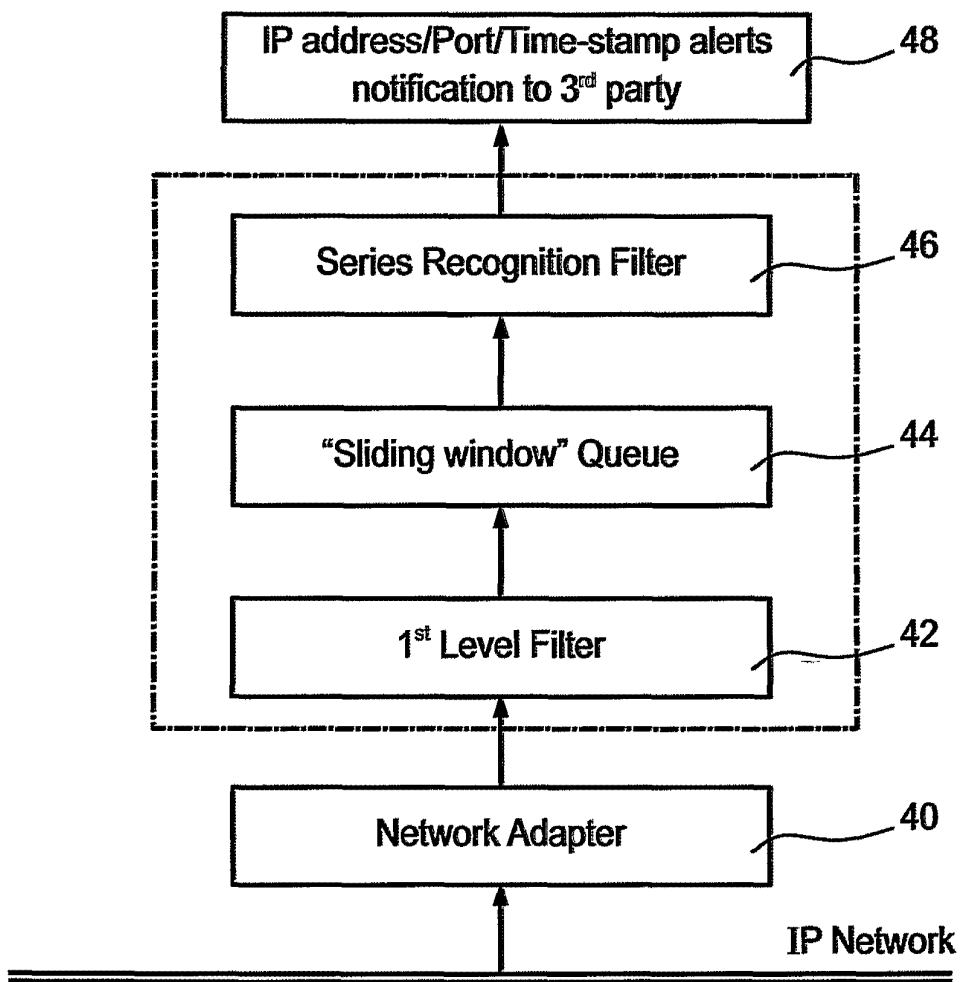 IP address/Port/Time-stamp alerts
notification to 3rd party
48
Series Recognition Filter
46
“Sliding window” Queue
44
1st Level Filter
42
Network Adapter
40
IP Network